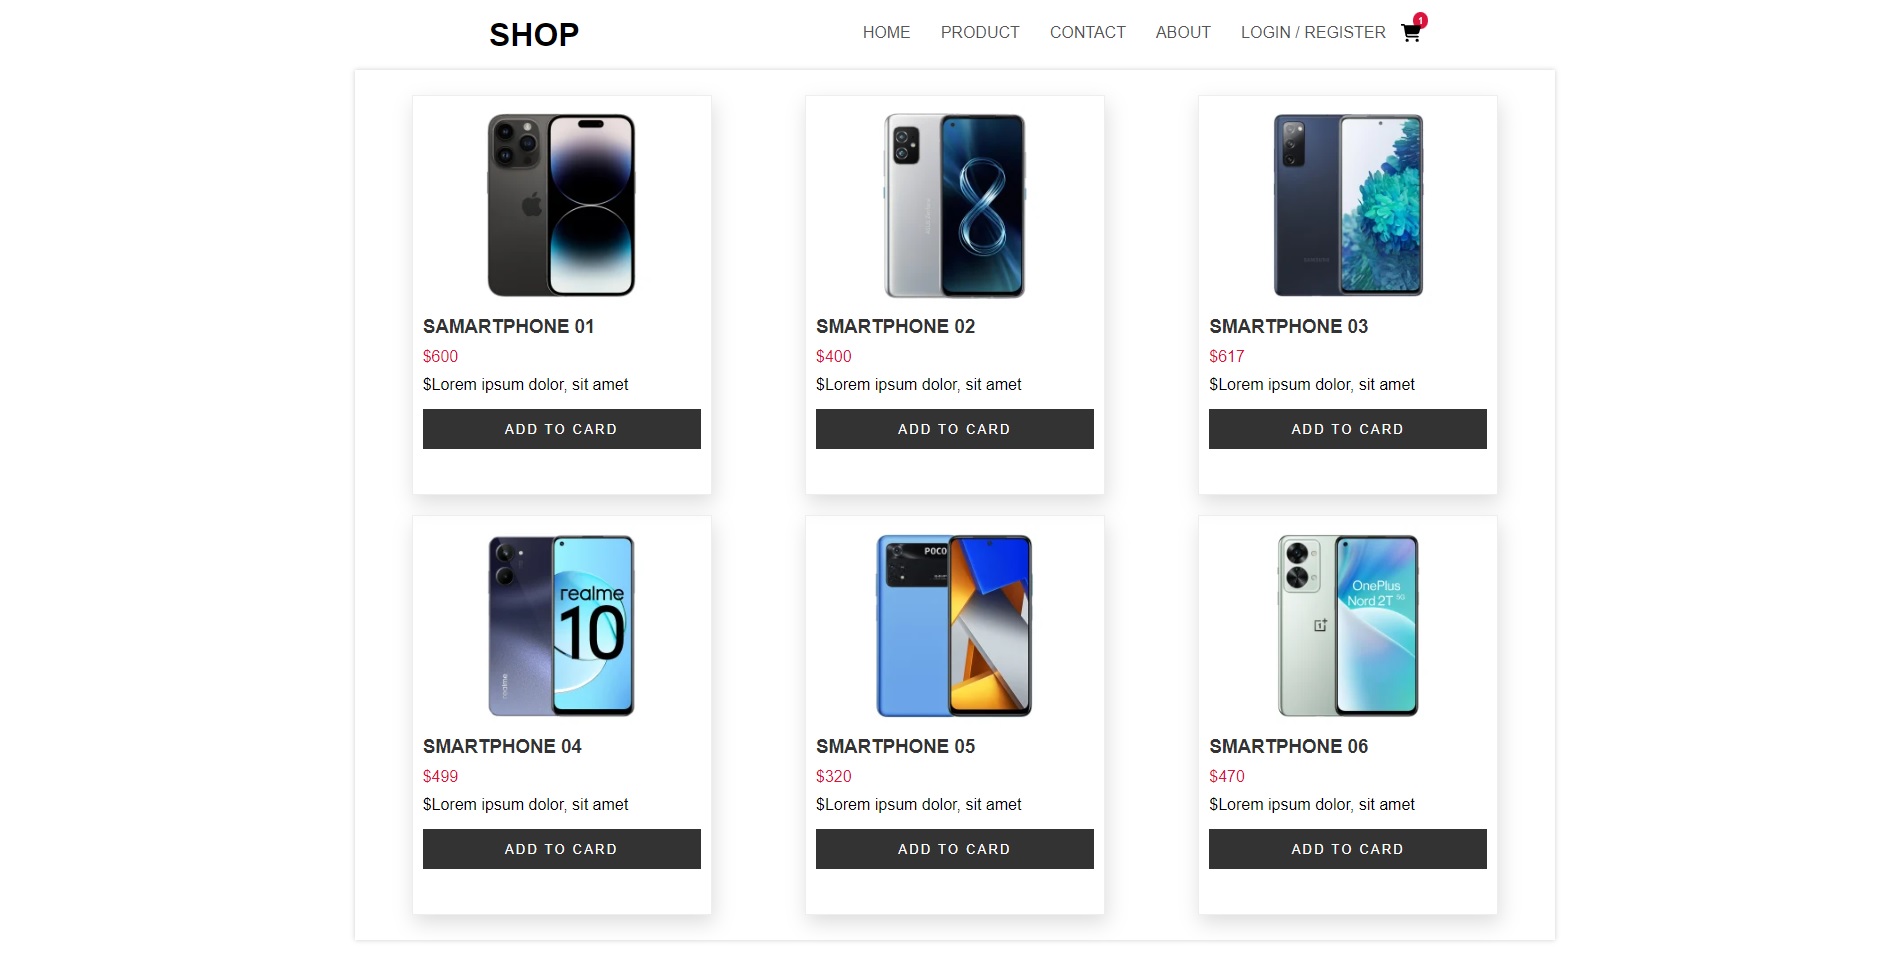 SHOP
HOME PRODUCT CONTACT ABOUT LOGIN / REGISTER 1
SAMARTPHONE 01
$600
$Lorem ipsum dolor, sit amet
ADD TO CARD
SMARTPHONE 02
$400
$Lorem ipsum dolor, sit amet
ADD TO CARD
SAMSUNG
SMARTPHONE 03
$617
$Lorem ipsum dolor, sit amet
ADD TO CARD
realme
10
realme
SMARTPHONE 04
$499
$Lorem ipsum dolor, sit amet
ADD TO CARD
POCO
SMARTPHONE 05
$320
$Lorem ipsum dolor, sit amet
ADD TO CARD
OnePlus
Nord 2T 5G
1+
SMARTPHONE 06
$470
$Lorem ipsum dolor, sit amet
ADD TO CARD